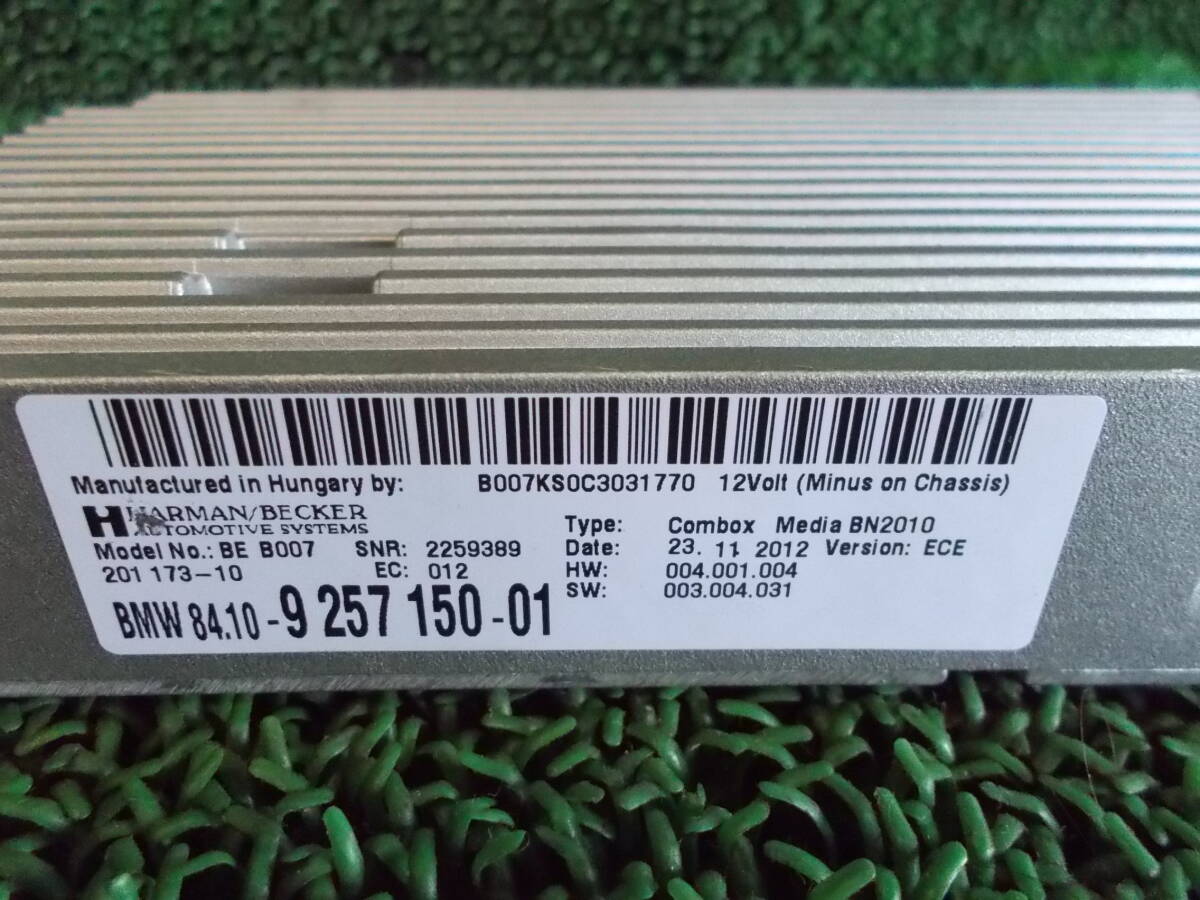 Manufactured in Hungary by: B007KS0C3031770 12Volt (Minus on Chassis)
HARMAN/BECKER
AUTOMOTIVE SYSTEMS
Type: Combox Media BN2010
Model No.: BE B007 SNR: 2259389 Date: 23. 11 2012 Version: ECE
201 173-10 EC: 012 HW: 004.001.004
BMW 84.10-9 257 150-01 SW: 003.004.031